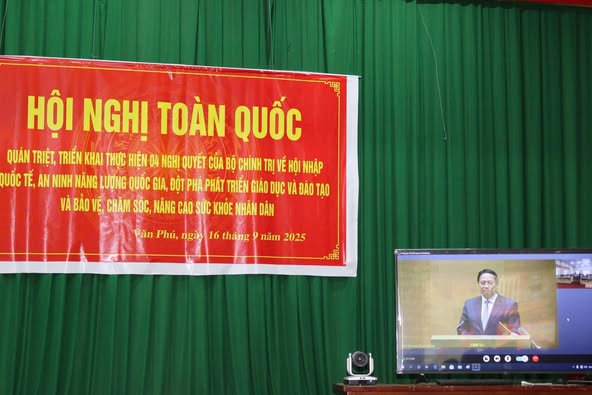 HỘI NGHỊ TOÀN QUỐC
QUÁN TRIỆT, TRIỂN KHAI THỰC HIỆN 04 NGHỊ QUYẾT CỦA BỘ CHÍNH TRỊ VỀ HỘI NHẬP
QUỐC TẾ, AN NINH NĂNG LƯỢNG QUỐC GIA, ĐỘT PHÁ PHÁT TRIỂN GIÁO DỤC VÀ ĐÀO TẠO
VÀ BẢO VỆ, CHĂM SÓC, NÂNG CAO SỨC KHỎE NHÂN DÂN
Văn Phú, ngày 16 tháng 9 năm 2025